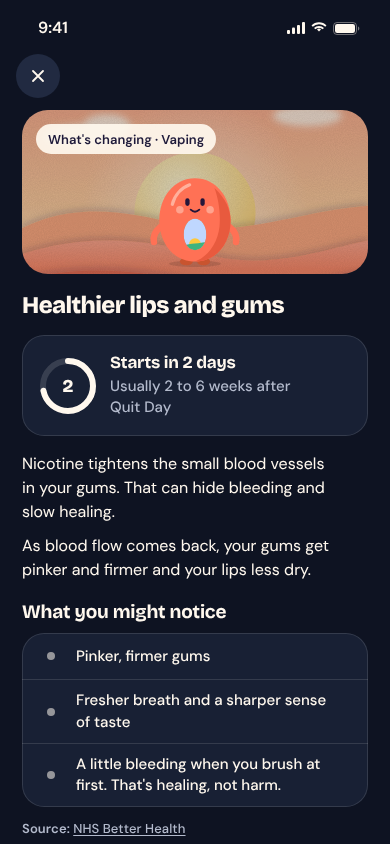 9:41
What's changing · Vaping
Healthier lips and gums
2
Starts in 2 days
Usually 2 to 6 weeks after
Quit Day
Nicotine tightens the small blood vessels
in your gums. That can hide bleeding and
slow healing.
As blood flow comes back, your gums get
pinker and firmer and your lips less dry.
What you might notice
Pinker, firmer gums
Fresher breath and a sharper sense
of taste
A little bleeding when you brush at
first. That's healing, not harm.
Source: NHS Better Health